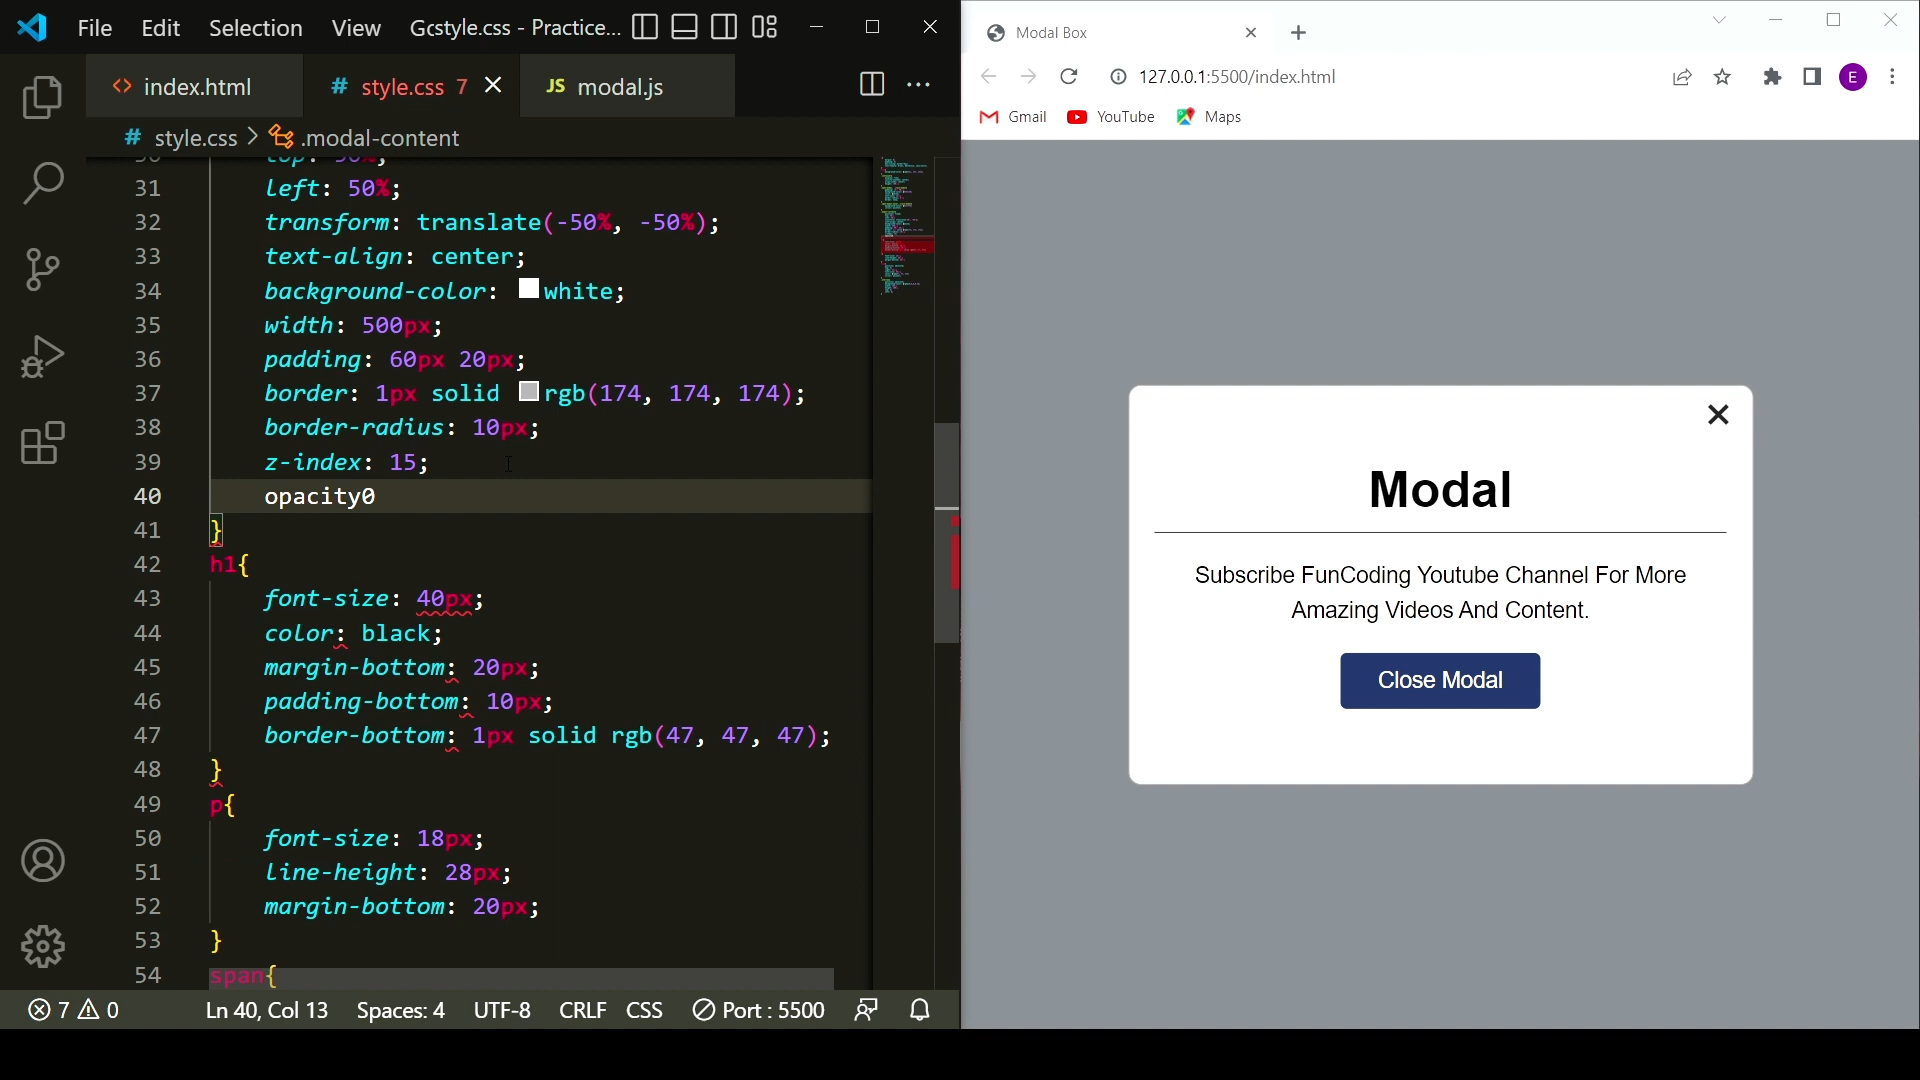 File Edit Selection View Gcstyle.css - Practice...
index.html
style.css 7
JS modal.js
# style.css > .modal-content
31 left: 50%;
32 transform: translate(-50%, -50%);
33 text-align: center;
34 background-color: white;
35 width: 500px;
36 padding: 60px 20px;
37 border: 1px solid rgb(174, 174, 174);
38 border-radius: 10px;
39 z-index: 15;
40 opacity0
41 }
42 h1{
43 font-size: 40px;
44 color: black;
45 margin-bottom: 20px;
46 padding-bottom: 10px;
47 border-bottom: 1px solid rgb(47, 47, 47);
48 }
49 p{
50 font-size: 18px;
51 line-height: 28px;
52 margin-bottom: 20px;
53 }
54 span{
7 0 Ln 40, Col 13 Spaces: 4 UTF-8 CRLF CSS Port : 5500
Modal Box
127.0.0.1:5500/index.html
E
Gmail YouTube Maps
Modal
Subscribe FunCoding Youtube Channel For More
Amazing Videos And Content.
Close Modal